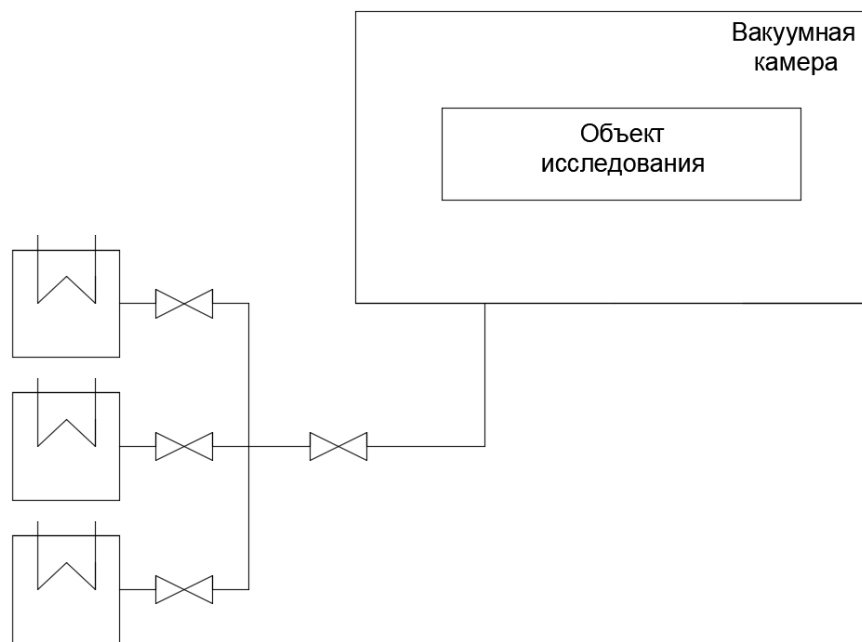 Вакуумная
камера
Объект
исследования